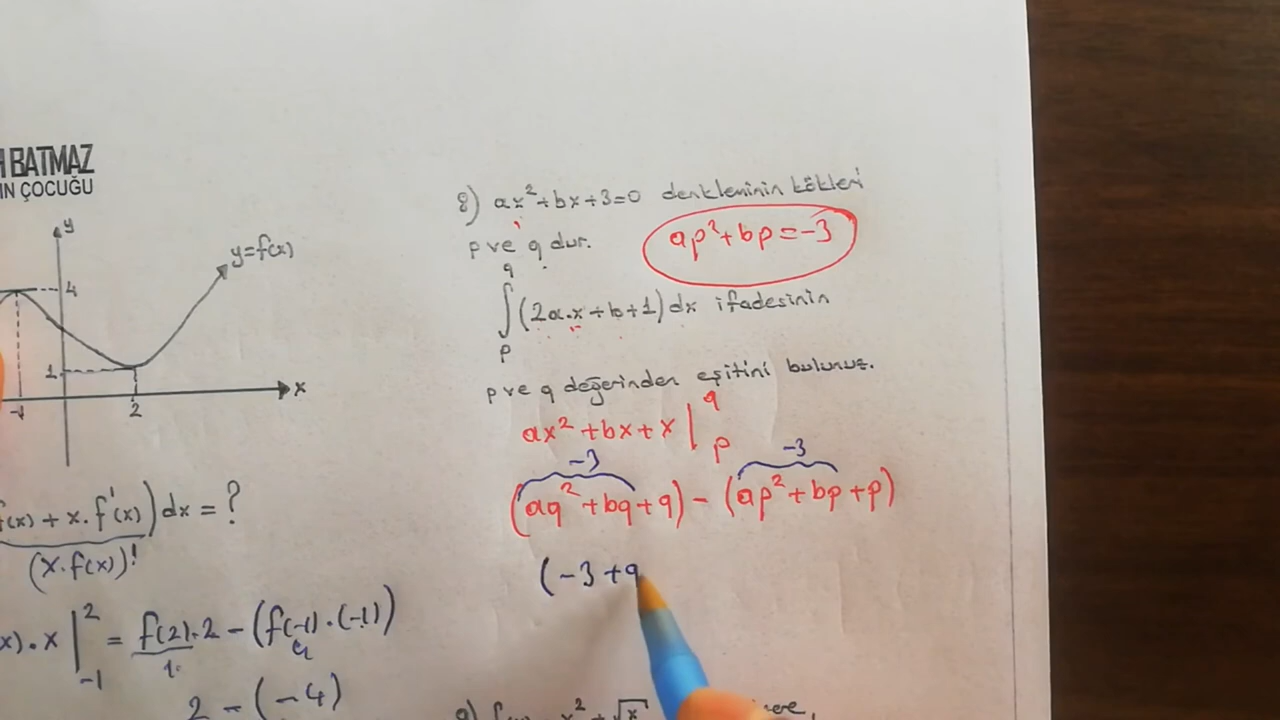 BATMAZ
IN ÇOCUĞU
y
y=f(x)
4
1
-1
2
x
f(x) + x.f'(x))dx = ?
(x.f(x))'
x).x |₋₁² = f(2).2 - (f(-1).(-1))
1
4
2 - (-4)
8) ax²+bx+3=0 denkleminin kökleri
p ve q dur.
ap²+bp=-3
∫ₚ^q (2a.x+b+1)dx ifadesinin
p ve q değerinden eşitini bulunuz.
ax²+bx+x |ₚ^q
-3
-3
(aq²+bq+q) - (ap²+bp+p)
(-3+q
9)
x²+√x